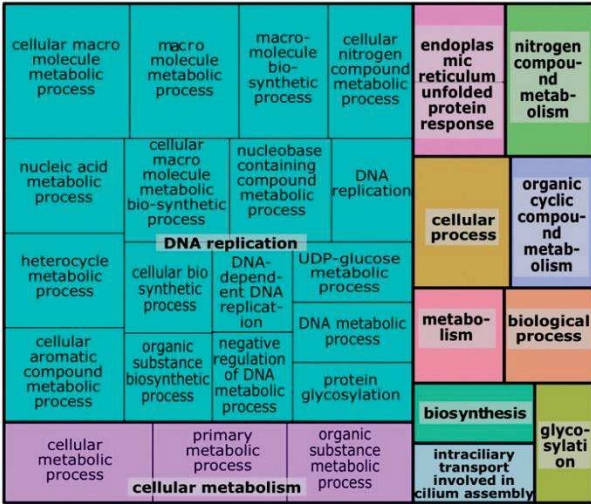 cellular macro
molecule
metabolic
process
macro
molecule
metabolic
process
macro-
molecule
bio-
synthetic
process
cellular
nitrogen
compound
metabolic
process
nucleic acid
metabolic
process
cellular
macro
molecule
metabolic
bio-synthetic
process
nucleobase
containing
compound
metabolic
process
DNA
replication
DNA replication
heterocycle
metabolic
process
cellular bio
synthetic
process
DNA-
depend-
ent DNA
replicat-
ion
UDP-glucose
metabolic
process
DNA metabolic
process
cellular
aromatic
compound
metabolic
process
organic
substance
biosynthetic
process
negative
regulation
of DNA
metabolic
process
protein
glycosylation
cellular
metabolic
process
primary
metabolic
process
organic
substance
metabolic
process
cellular metabolism
endoplas
mic
reticulum
unfolded
protein
response
nitrogen
compou-
nd
metab-
olism
cellular
process
organic
cyclic
compou-
nd
metab-
olism
metabo-
lism
biological
process
biosynthesis
intraciliary
transport
involved in
cilium assembly
glyco-
sylati
on